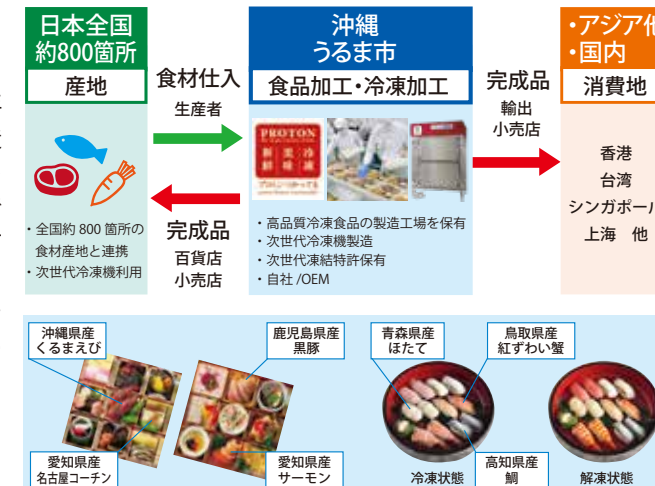 日本全国
約800箇所
産地
・全国約 800 箇所の
食材産地と連携
・次世代冷凍機利用
食材仕入
生産者
完成品
百貨店
小売店
沖縄
うるま市
食品加工・冷凍加工
PROTON
・高品質冷凍食品の製造工場を保有
・次世代冷凍機製造
・次世代凍結特許保有
・自社 /OEM
完成品
輸出
小売店
・アジア他
・国内
消費地
香港
台湾
シンガポール
上海 他
沖縄県産
くるまえび
鹿児島県産
黒豚
青森県産
ほたて
鳥取県産
紅ずわい蟹
愛知県産
名古屋コーチン
愛知県産
サーモン
冷凍状態
高知県産
鯛
解凍状態